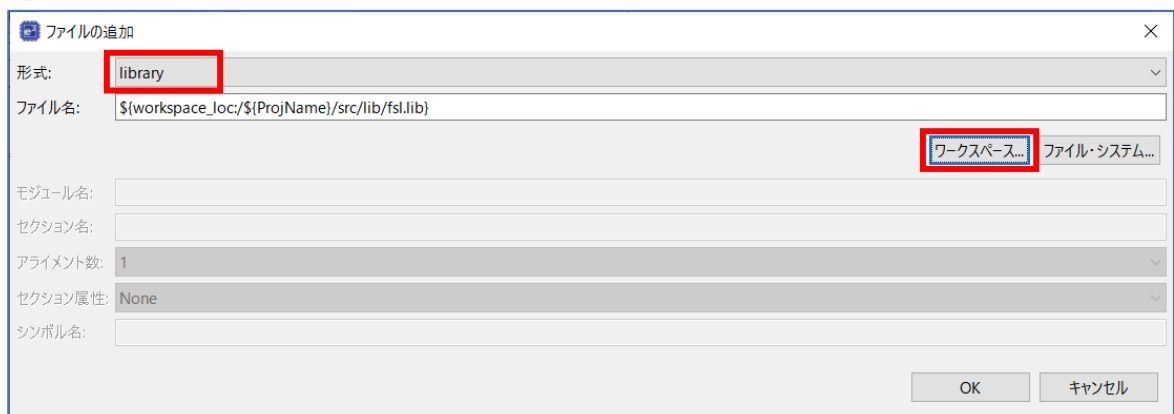 ファイルの追加
形式: library
ファイル名: ${workspace_loc:/${ProjName}/src/lib/fsl.lib}
ワークスペース... ファイル・システム...
モジュール名:
セクション名:
アライメント数: 1
セクション属性: None
シンボル名:
OK キャンセル